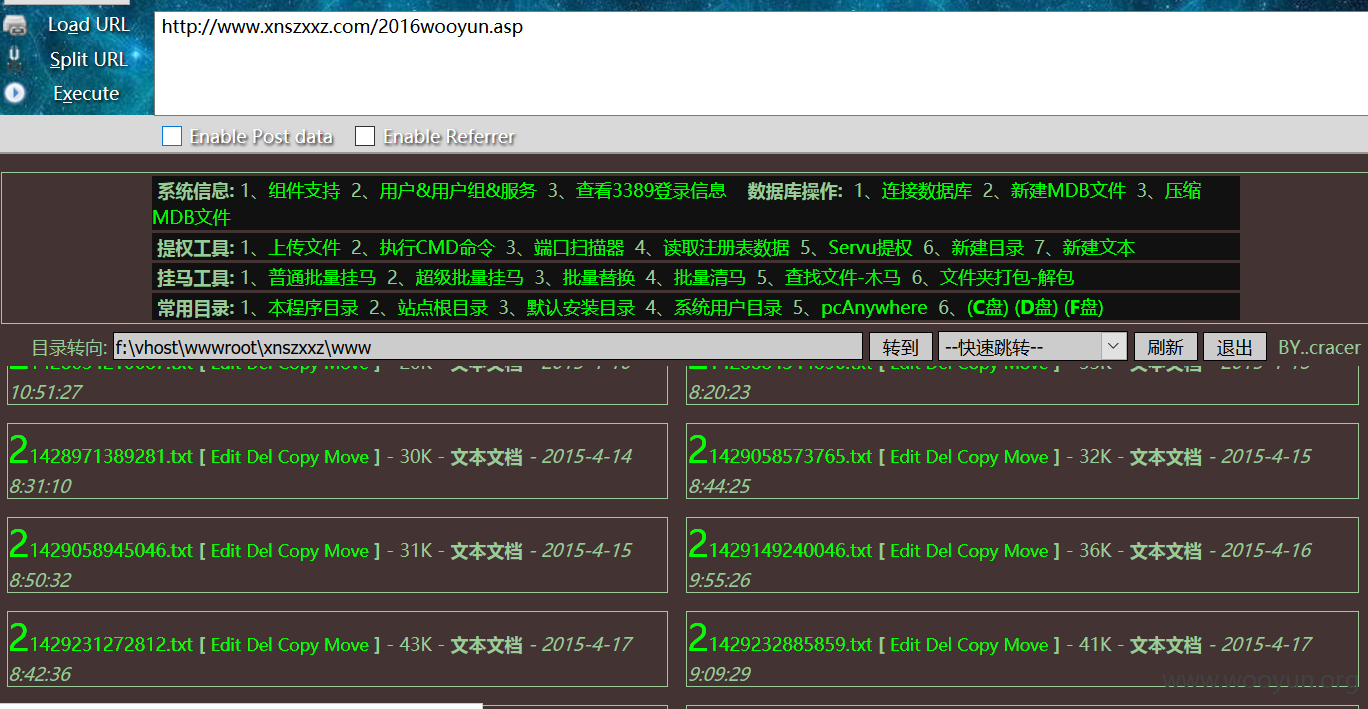 Load URL
http://www.xnszxxz.com/2016wooyun.asp
Split URL
Execute
Enable Post data Enable Referrer
系统信息: 1、组件支持 2、用户&用户组&服务 3、查看3389登录信息 数据库操作: 1、连接数据库 2、新建MDB文件 3、压缩
MDB文件
提权工具: 1、上传文件 2、执行CMD命令 3、端口扫描器 4、读取注册表数据 5、Servu提权 6、新建目录 7、新建文本
挂马工具: 1、普通批量挂马 2、超级批量挂马 3、批量替换 4、批量清马 5、查找文件-木马 6、文件夹打包-解包
常用目录: 1、本程序目录 2、站点根目录 3、默认安装目录 4、系统用户目录 5、pcAnywhere 6、(C盘) (D盘) (F盘)
目录转向: f:\vhost\wwwroot\xnszxxz\www 转到 --快速跳转-- 刷新 退出 BY..cracer
10:51:27
8:20:23
21428971389281.txt [ Edit Del Copy Move ] - 30K - 文本文档 - 2015-4-14
8:31:10
21429058573765.txt [ Edit Del Copy Move ] - 32K - 文本文档 - 2015-4-15
8:44:25
21429058945046.txt [ Edit Del Copy Move ] - 31K - 文本文档 - 2015-4-15
8:50:32
21429149240046.txt [ Edit Del Copy Move ] - 36K - 文本文档 - 2015-4-16
9:55:26
21429231272812.txt [ Edit Del Copy Move ] - 43K - 文本文档 - 2015-4-17
8:42:36
21429232885859.txt [ Edit Del Copy Move ] - 41K - 文本文档 - 2015-4-17
9:09:29
www.wooyun.org